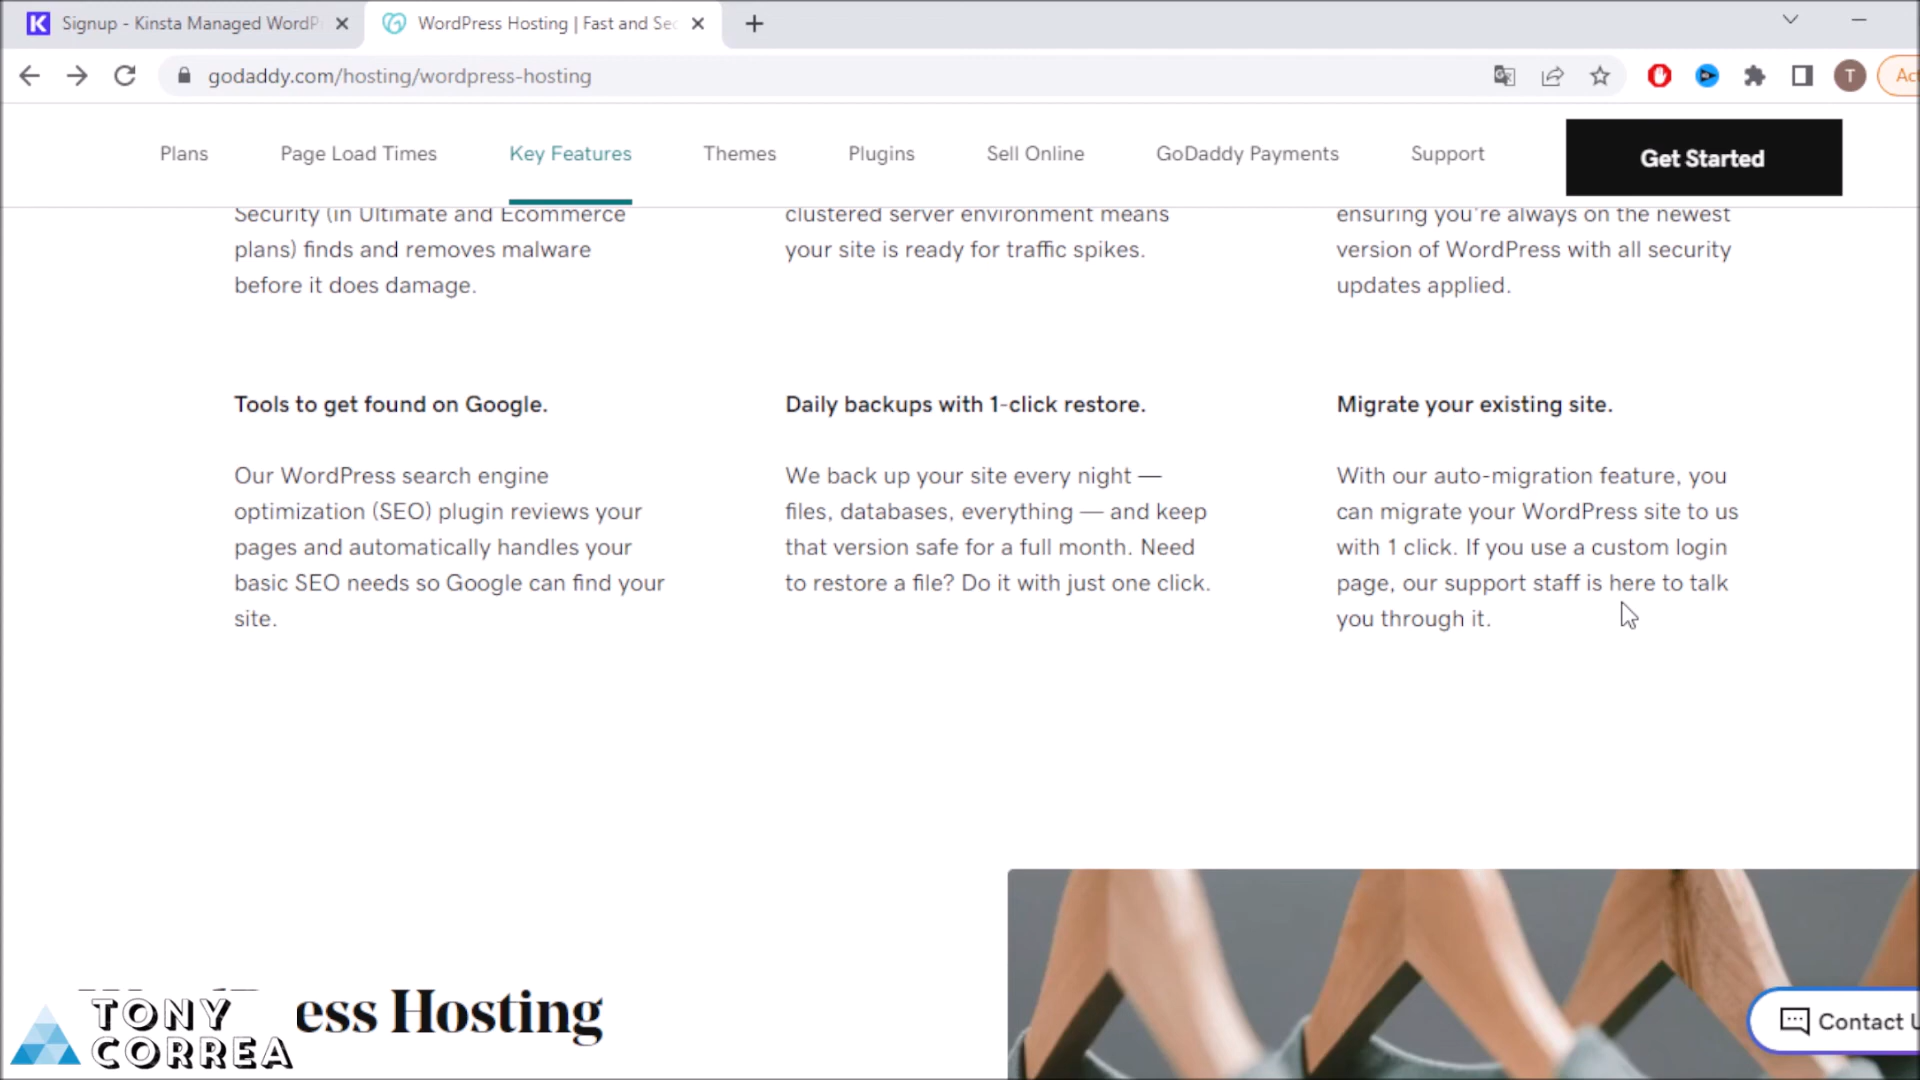 Signup - Kinsta Managed WordP
WordPress Hosting | Fast and Sec
godaddy.com/hosting/wordpress-hosting
T
Act
Plans
Page Load Times
Key Features
Themes
Plugins
Sell Online
GoDaddy Payments
Support
Get Started
Security (in Ultimate and Ecommerce
plans) finds and removes malware
before it does damage.
clustered server environment means
your site is ready for traffic spikes.
ensuring you're always on the newest
version of WordPress with all security
updates applied.
Tools to get found on Google.
Our WordPress search engine
optimization (SEO) plugin reviews your
pages and automatically handles your
basic SEO needs so Google can find your
site.
Daily backups with 1-click restore.
We back up your site every night —
files, databases, everything — and keep
that version safe for a full month. Need
to restore a file? Do it with just one click.
Migrate your existing site.
With our auto-migration feature, you
can migrate your WordPress site to us
with 1 click. If you use a custom login
page, our support staff is here to talk
you through it.
ess Hosting
TONY
CORREA
Contact U